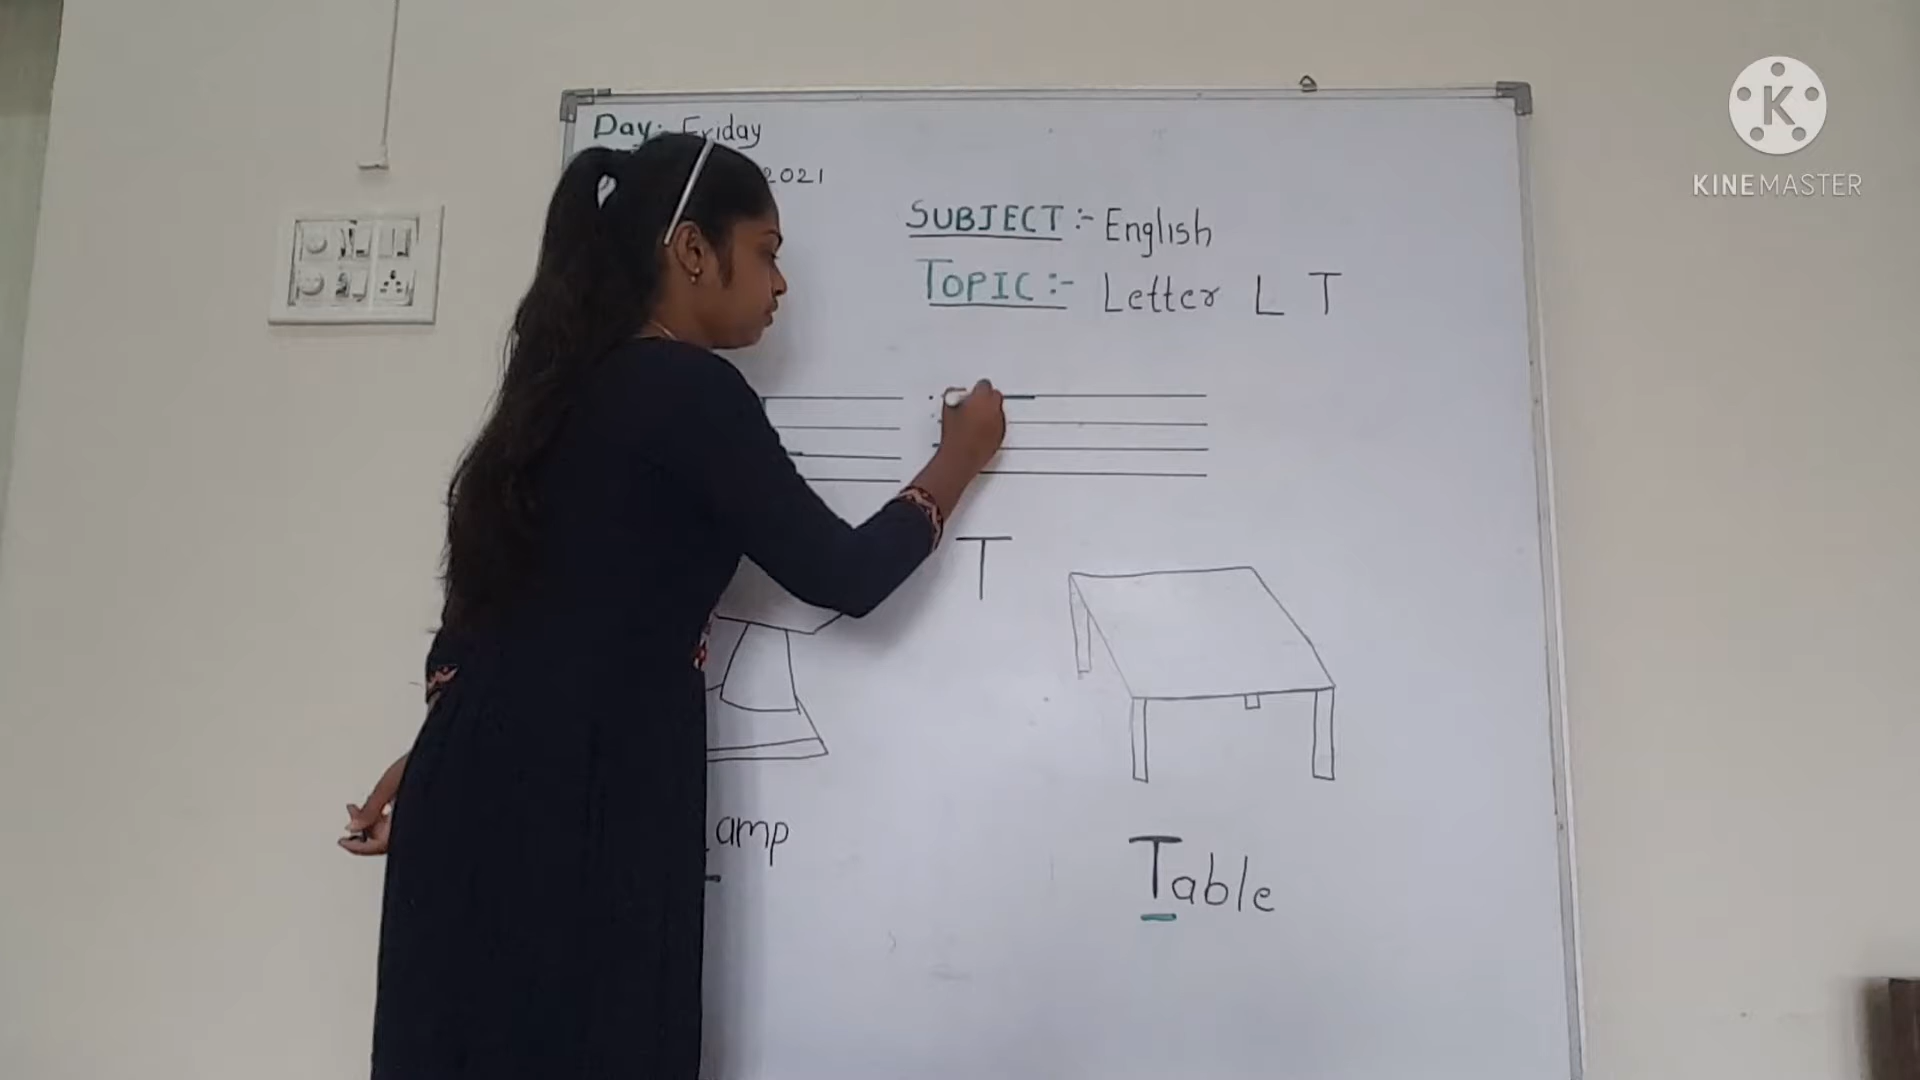 Day:- Friday
2021
SUBJECT :- English
TOPIC :- Letter L T
T
amp
Table
K
KINEMASTER